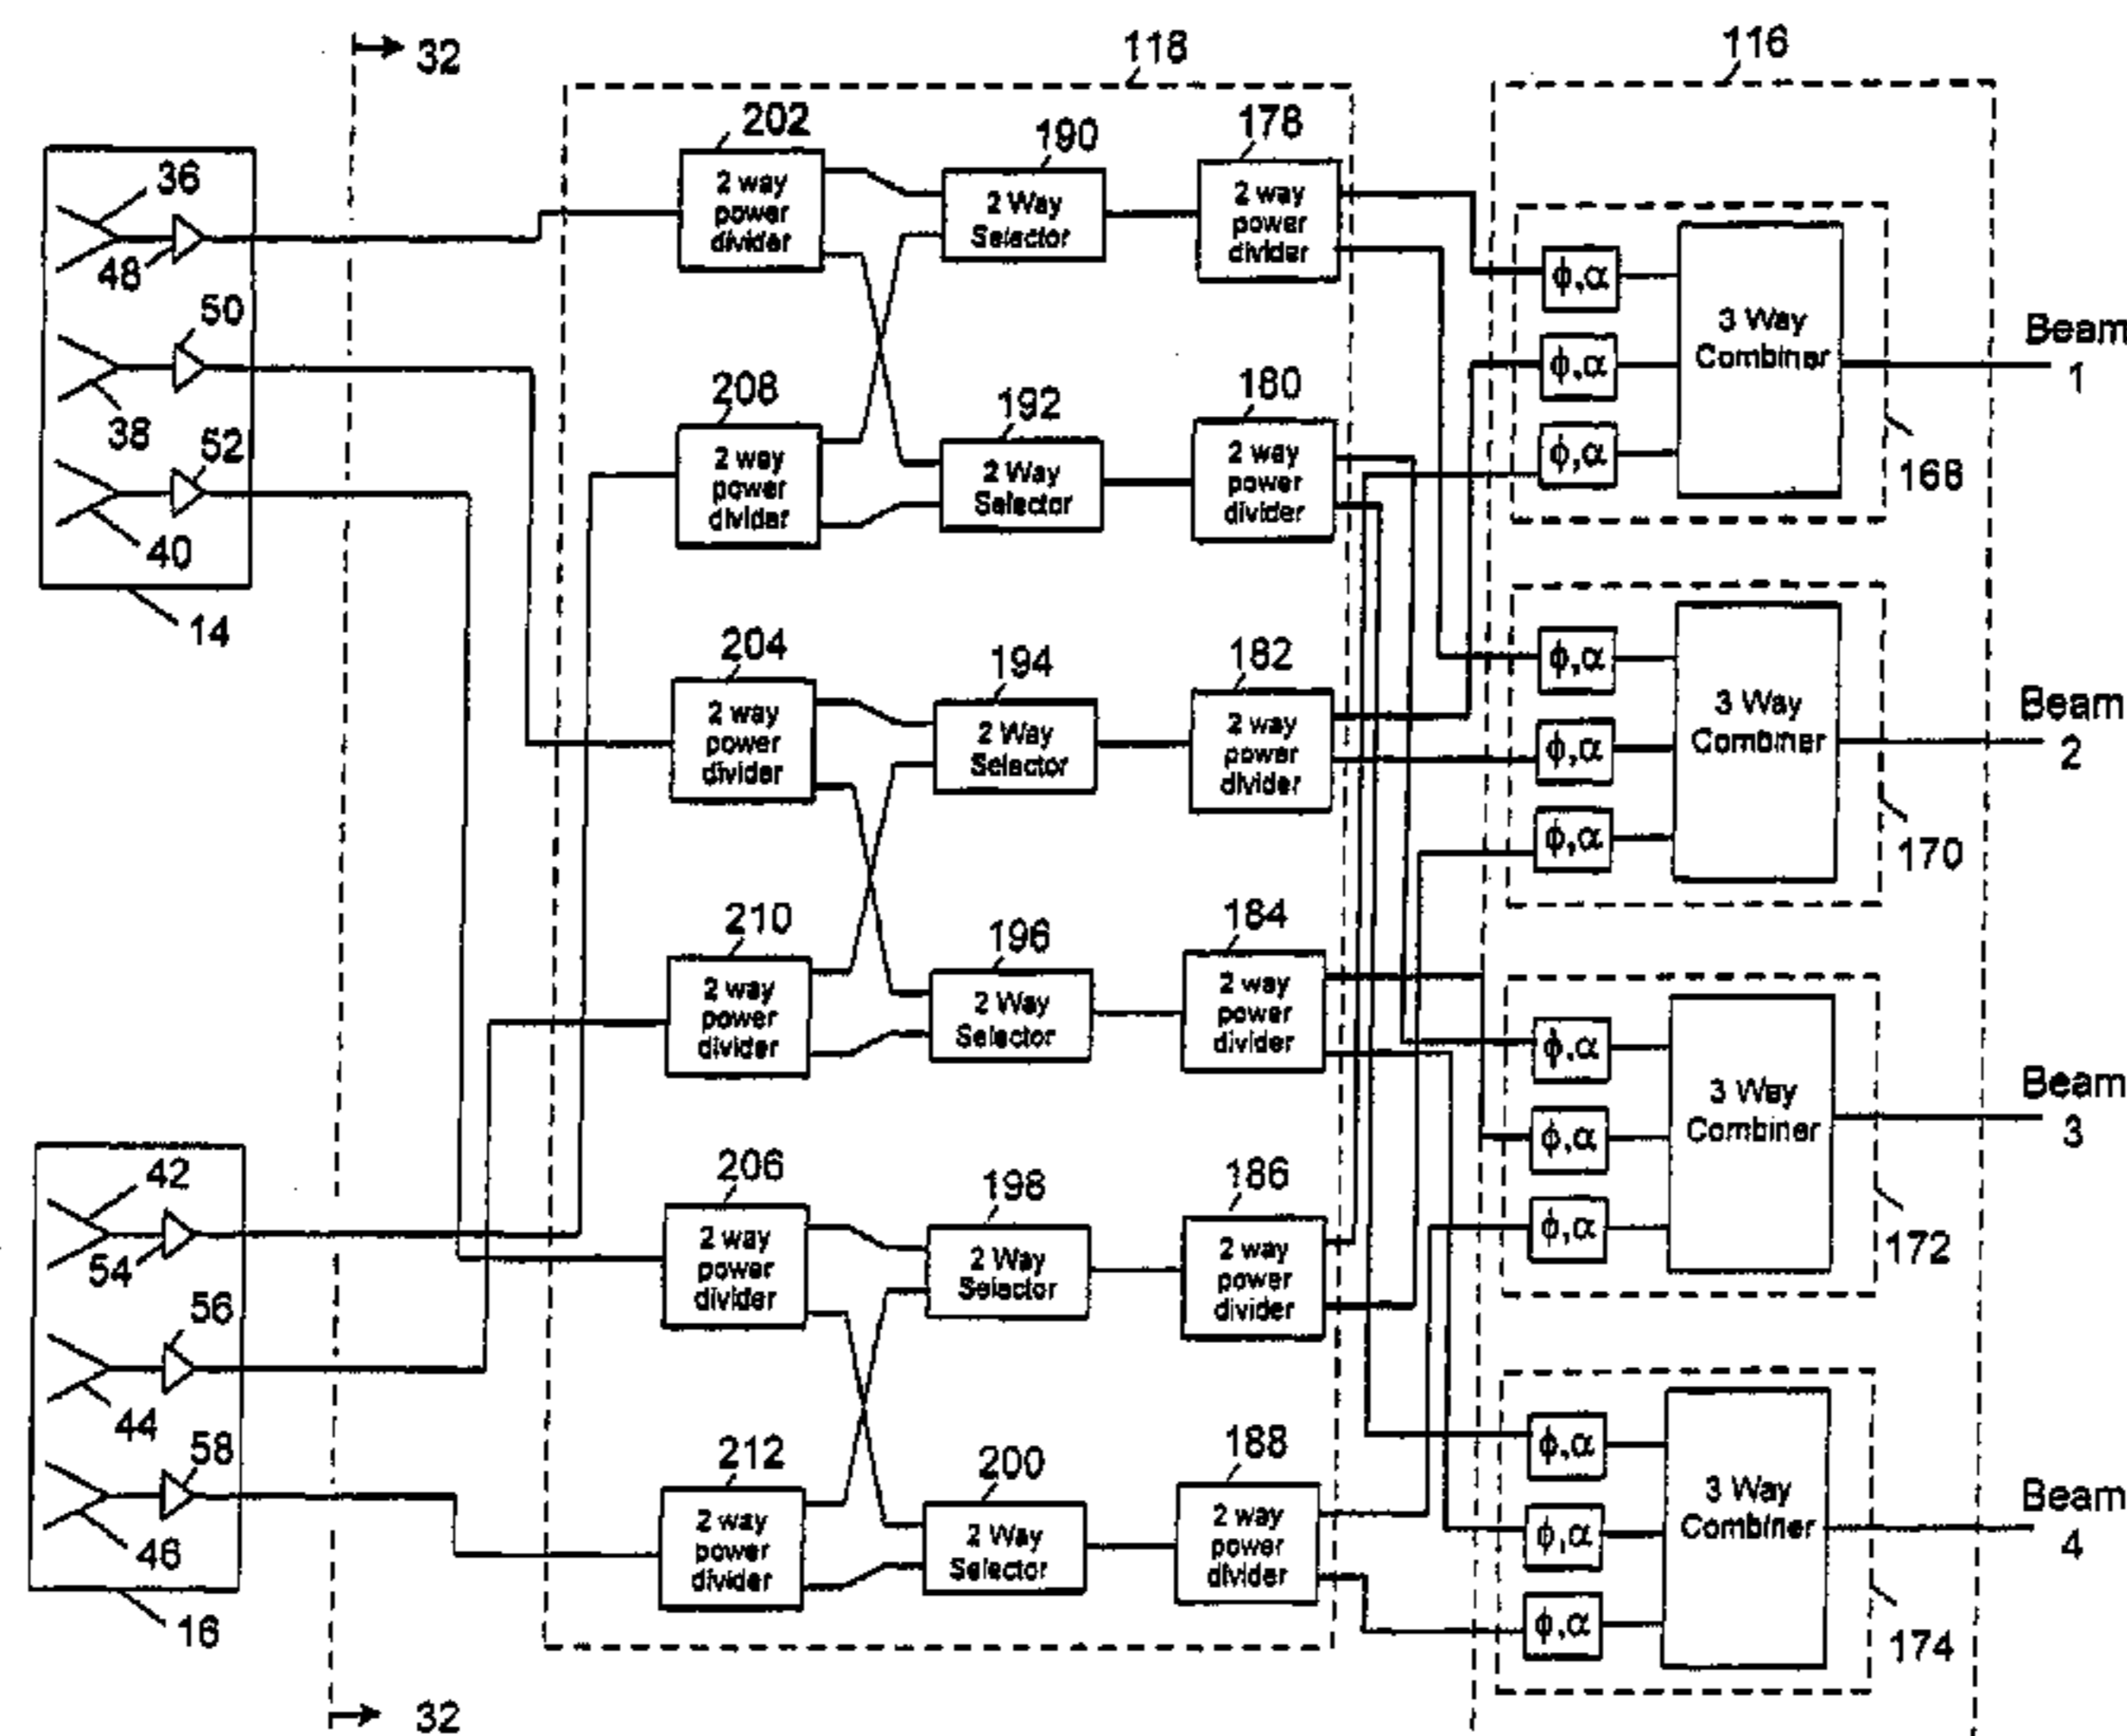 32
118
116
202
190
178
36
48
50
38
52
40
14
2 way
power
divider
2 Way
Selector
2 way
power
divider
ϕ,α
ϕ,α
ϕ,α
3 Way
Combiner
Beam
1
168
208
192
180
2 way
power
divider
2 Way
Selector
2 way
power
divider
204
194
182
2 way
power
divider
2 Way
Selector
2 way
power
divider
ϕ,α
ϕ,α
ϕ,α
3 Way
Combiner
Beam
2
170
210
196
184
2 way
power
divider
2 Way
Selector
2 way
power
divider
ϕ,α
ϕ,α
ϕ,α
3 Way
Combiner
Beam
3
172
42
54
56
44
58
46
16
206
198
186
2 way
power
divider
2 Way
Selector
2 way
power
divider
212
200
188
2 way
power
divider
2 Way
Selector
2 way
power
divider
ϕ,α
ϕ,α
ϕ,α
3 Way
Combiner
Beam
4
174
32